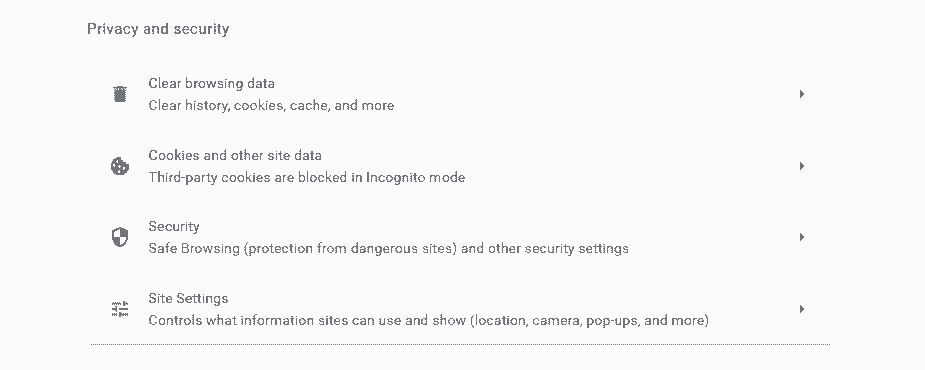 Privacy and security
Clear browsing data
Clear history, cookies, cache, and more
Cookies and other site data
Third-party cookies are blocked in Incognito mode
Security
Safe Browsing (protection from dangerous sites) and other security settings
Site Settings
Controls what information sites can use and show (location, camera, pop-ups, and more)